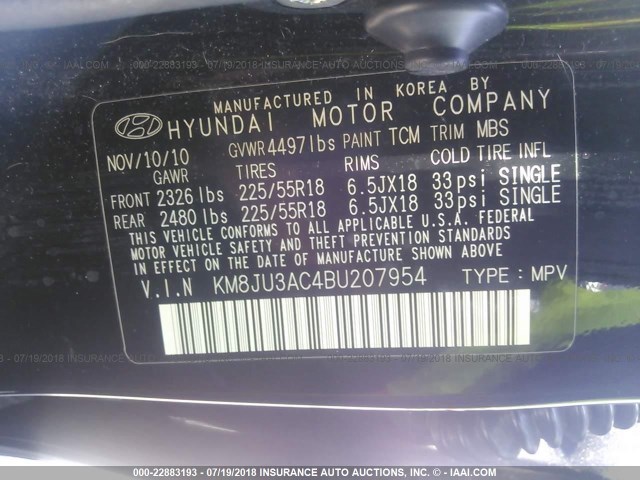 MANUFACTURED IN KOREA BY
HYUNDAI MOTOR COMPANY
NOV/10/10 GVWR 4497lbs PAINT TCM TRIM MBS
GAWR TIRES RIMS COLD TIRE INFL
FRONT 2326 lbs 225/55R18 6.5JX18 33psi SINGLE
REAR 2480 lbs 225/55R18 6.5JX18 33psi SINGLE
THIS VEHICLE CONFORMS TO ALL APPLICABLE U.S.A. FEDERAL
MOTOR VEHICLE SAFETY AND THEFT PREVENTION STANDARDS
IN EFFECT ON THE DATE OF MANUFACTURE SHOWN ABOVE.
V.I.N KM8JU3AC4BU207954 TYPE: MPV
000-22883193 - 07/19/2018 INSURANCE AUTO AUCTIONS, INC. - © - IAAI.COM